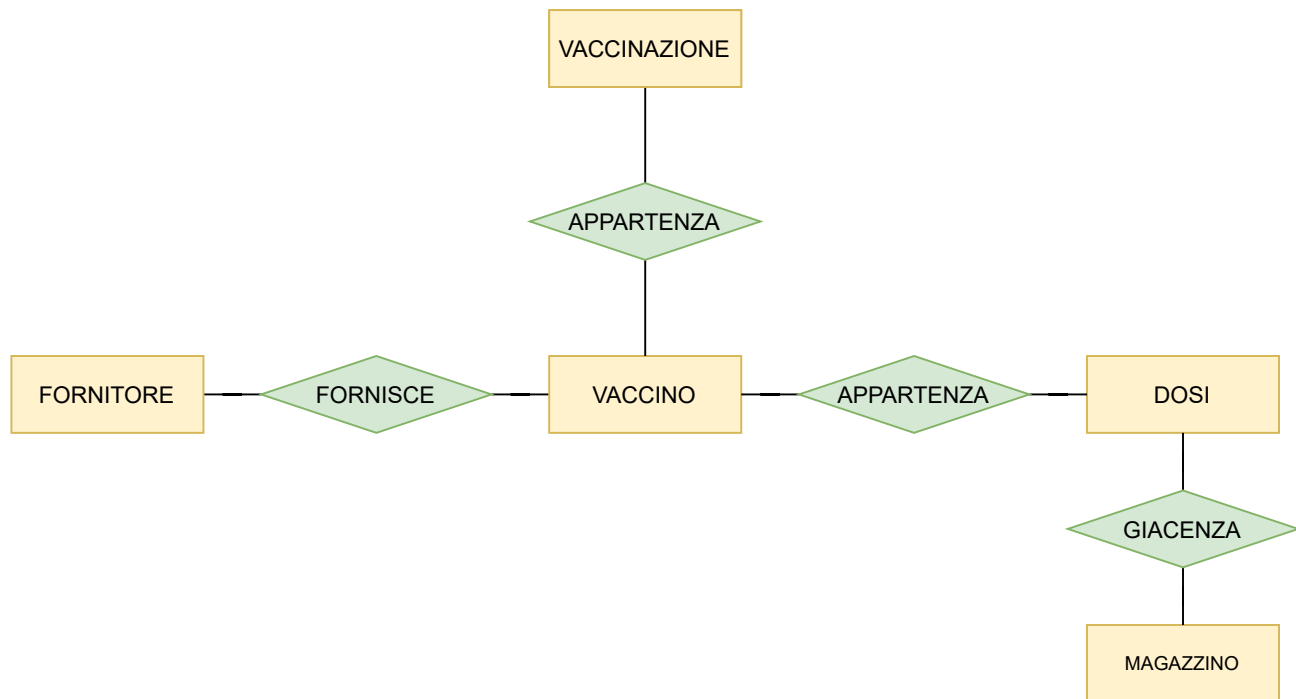 VACCINAZIONE
APPARTENZA
FORNITORE
FORNISCE
VACCINO
APPARTENZA
DOSI
GIACENZA
MAGAZZINO